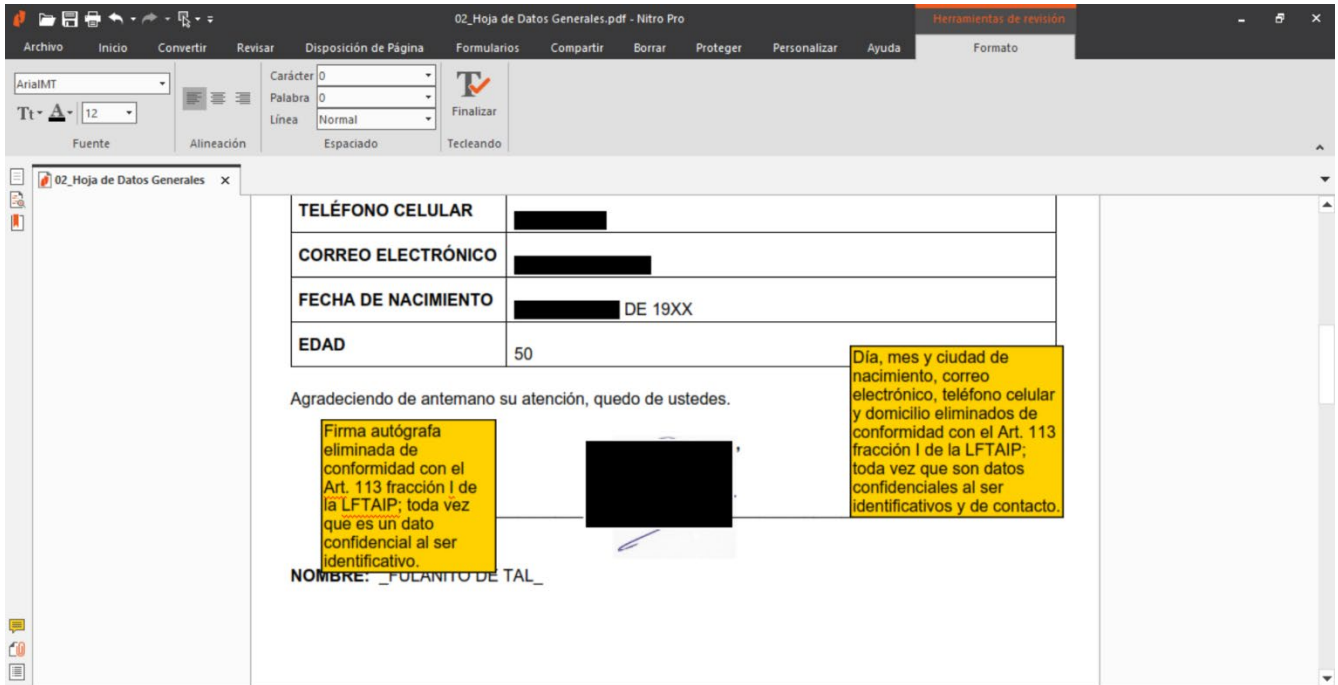 02_Hoja de Datos Generales.pdf - Nitro Pro
Herramientas de revisión
Archivo Inicio Convertir Revisar Disposición de Página Formularios Compartir Borrar Proteger Personalizar Ayuda Formato
ArialMT
Tt A 12
Fuente
Alineación
Carácter 0
Palabra 0
Línea Normal
Espaciado
Finalizar
Tecleando
02_Hoja de Datos Generales
TELÉFONO CELULAR
CORREO ELECTRÓNICO
FECHA DE NACIMIENTO DE 19XX
EDAD 50
Agradeciendo de antemano su atención, quedo de ustedes.
Día, mes y ciudad de
nacimiento, correo
electrónico, teléfono celular
y domicilio eliminados de
conformidad con el Art. 113
fracción I de la LFTAIP;
toda vez que son datos
confidenciales al ser
identificativos y de contacto.
Firma autógrafa
eliminada de
conformidad con el
Art. 113 fracción I de
la LFTAIP; toda vez
que es un dato
confidencial al ser
identificativo.
NOMBRE: _FULANITO DE TAL_